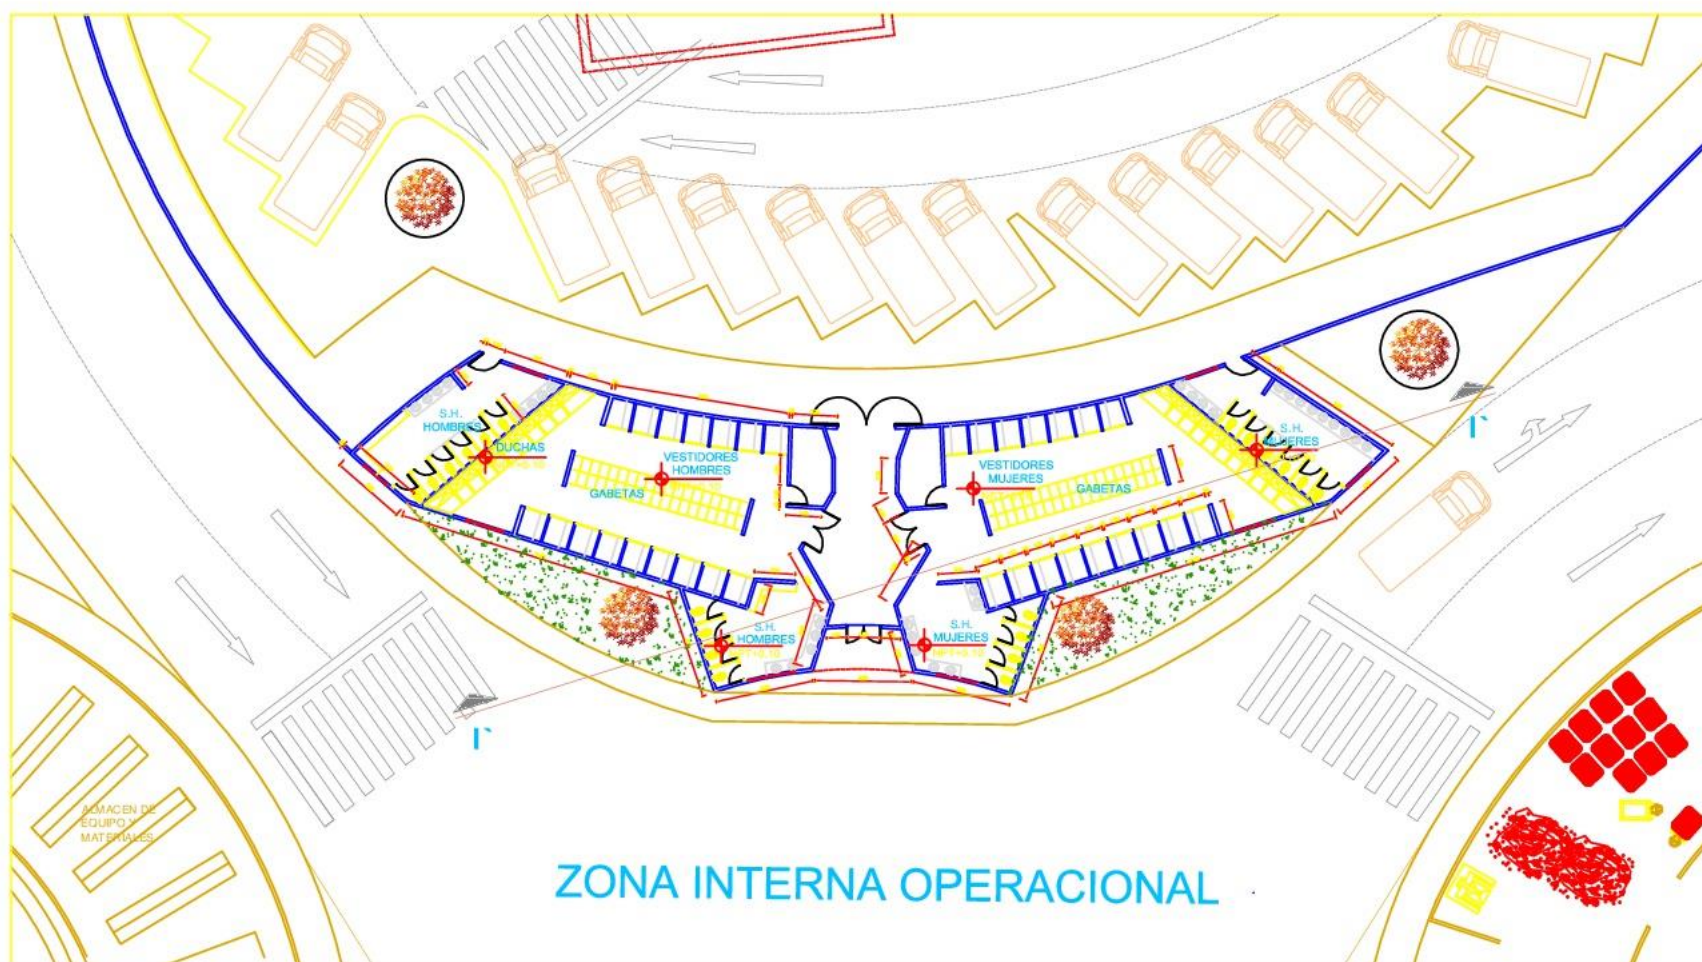 S.H.
HOMBRES
DUCHAS
VESTIDORES
HOMBRES
GABETAS
VESTIDORES
MUJERES
GABETAS
S.H.
MUJERES
I`
S.H.
HOMBRES
S.H.
MUJERES
I`
ALMACEN DE
EQUIPO Y
MATERIALES
ZONA INTERNA OPERACIONAL